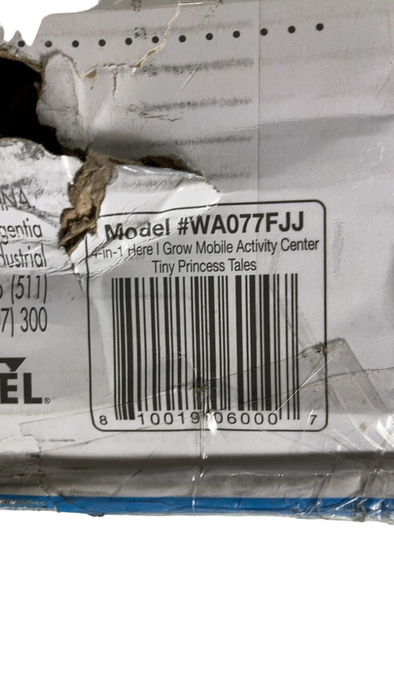 NA
gentia
dustrial
(511)
7| 300
EL®
Model #WA077FJJ
4-in-1 Here I Grow Mobile Activity Center
Tiny Princess Tales
8 10019 06000 7